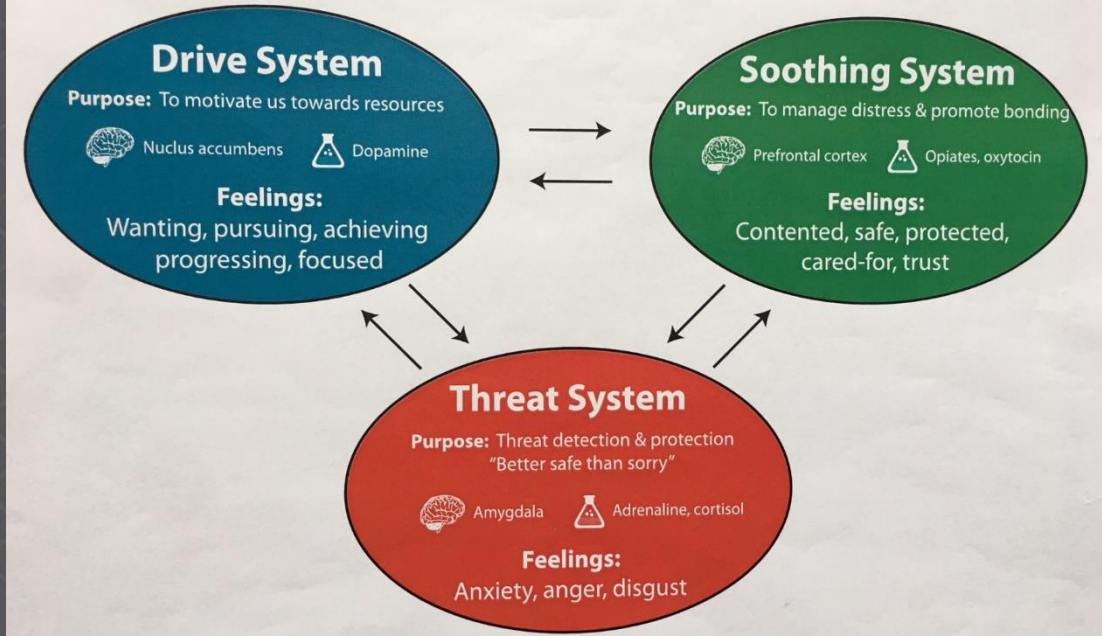 Drive System
Purpose: To motivate us towards resources
Nuclus accumbens
Dopamine
Feelings:
Wanting, pursuing, achieving
progressing, focused
Soothing System
Purpose: To manage distress & promote bonding
Prefrontal cortex
Opiates, oxytocin
Feelings:
Contented, safe, protected,
cared-for, trust
Threat System
Purpose: Threat detection & protection
"Better safe than sorry"
Amygdala
Adrenaline, cortisol
Feelings:
Anxiety, anger, disgust